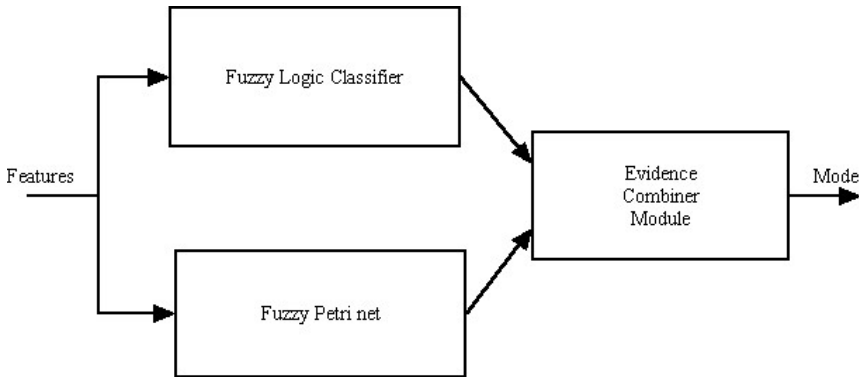 Fuzzy Logic Classifier
Features
Evidence
Combiner
Module
Mode
Fuzzy Petri net